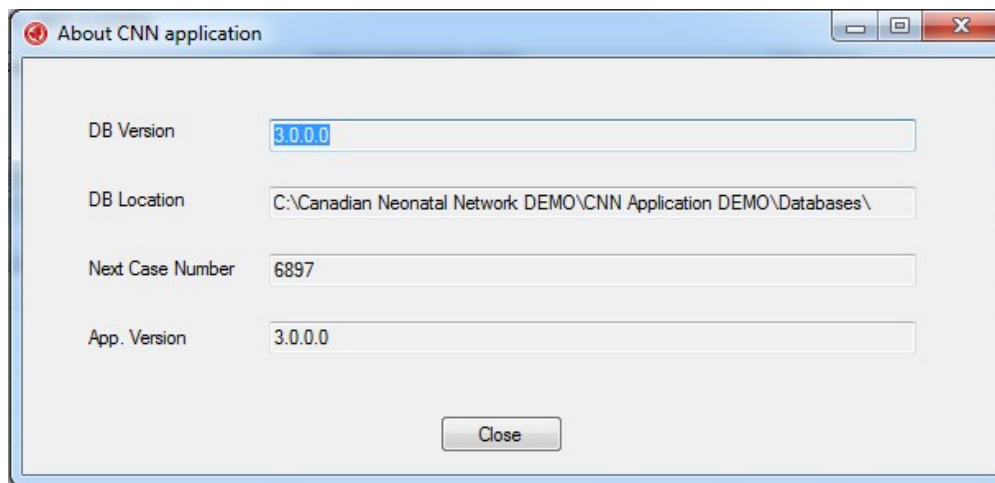 About CNN application
DB Version 3.0.0.0
DB Location C:\Canadian Neonatal Network DEMO\CNN Application DEMO\Databases\
Next Case Number 6897
App. Version 3.0.0.0
Close